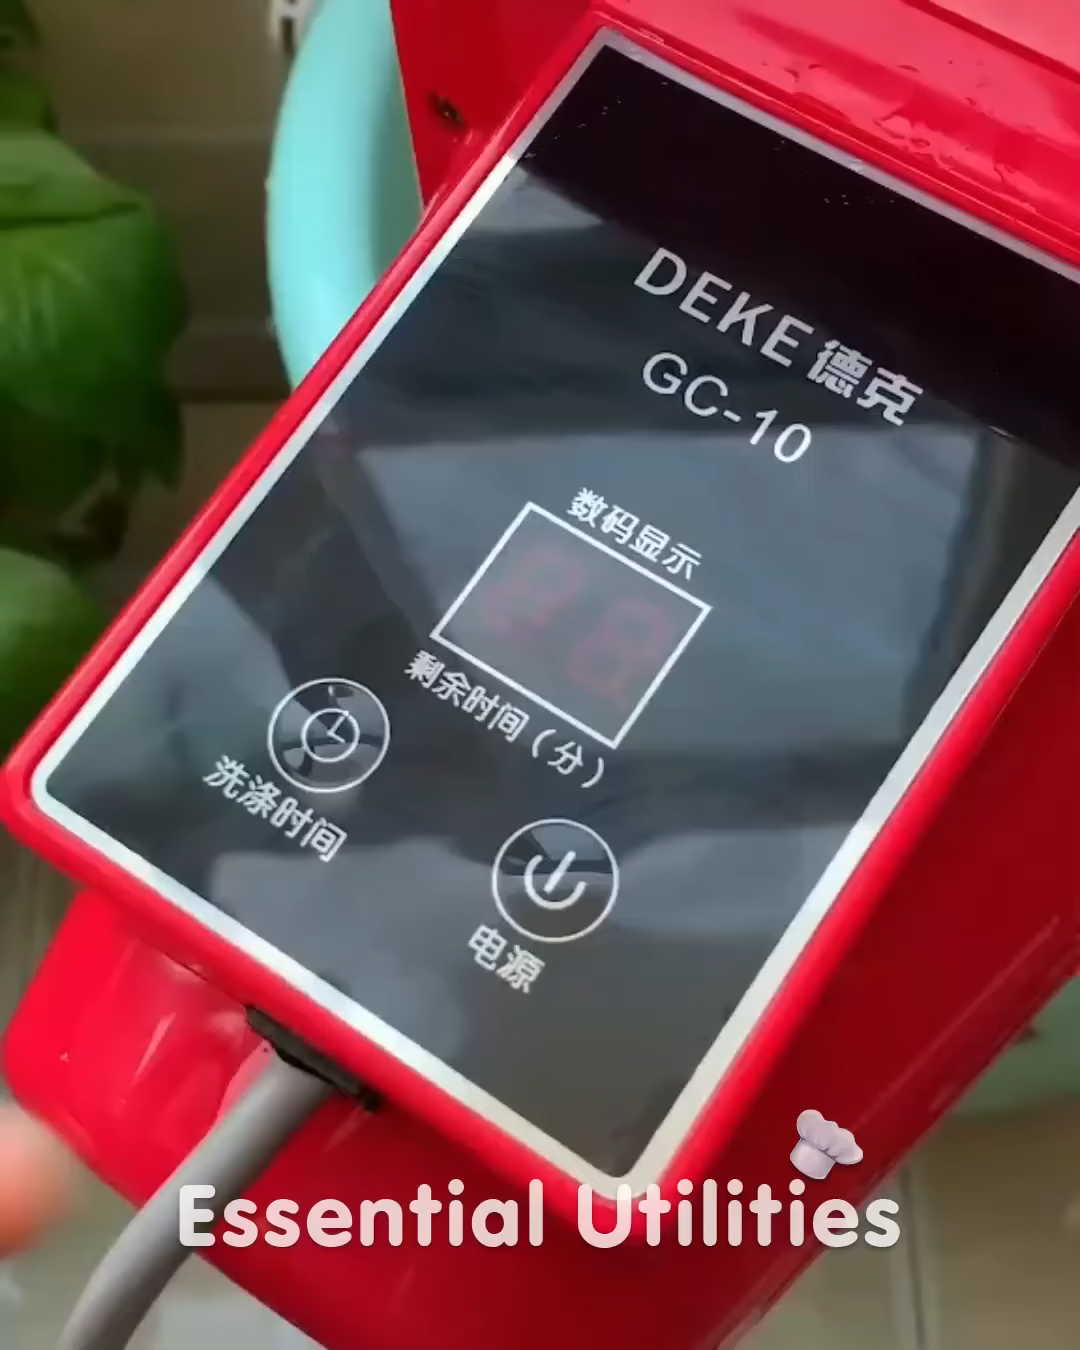 DEKE 德克
GC-10
数码显示
剩余时间（分）
洗涤时间
电源
Essential Utilities